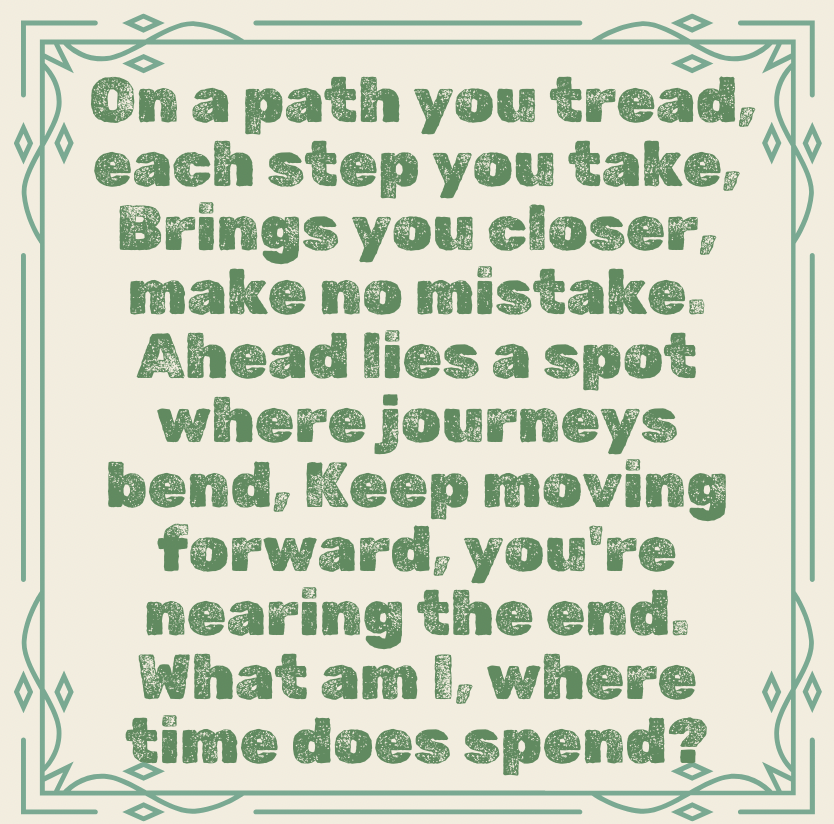 On a path you tread,
each step you take,
Brings you closer,
make no mistake.
Ahead lies a spot
where journeys
bend, Keep moving
forward, you're
nearing the end.
What am I, where
time does spend?